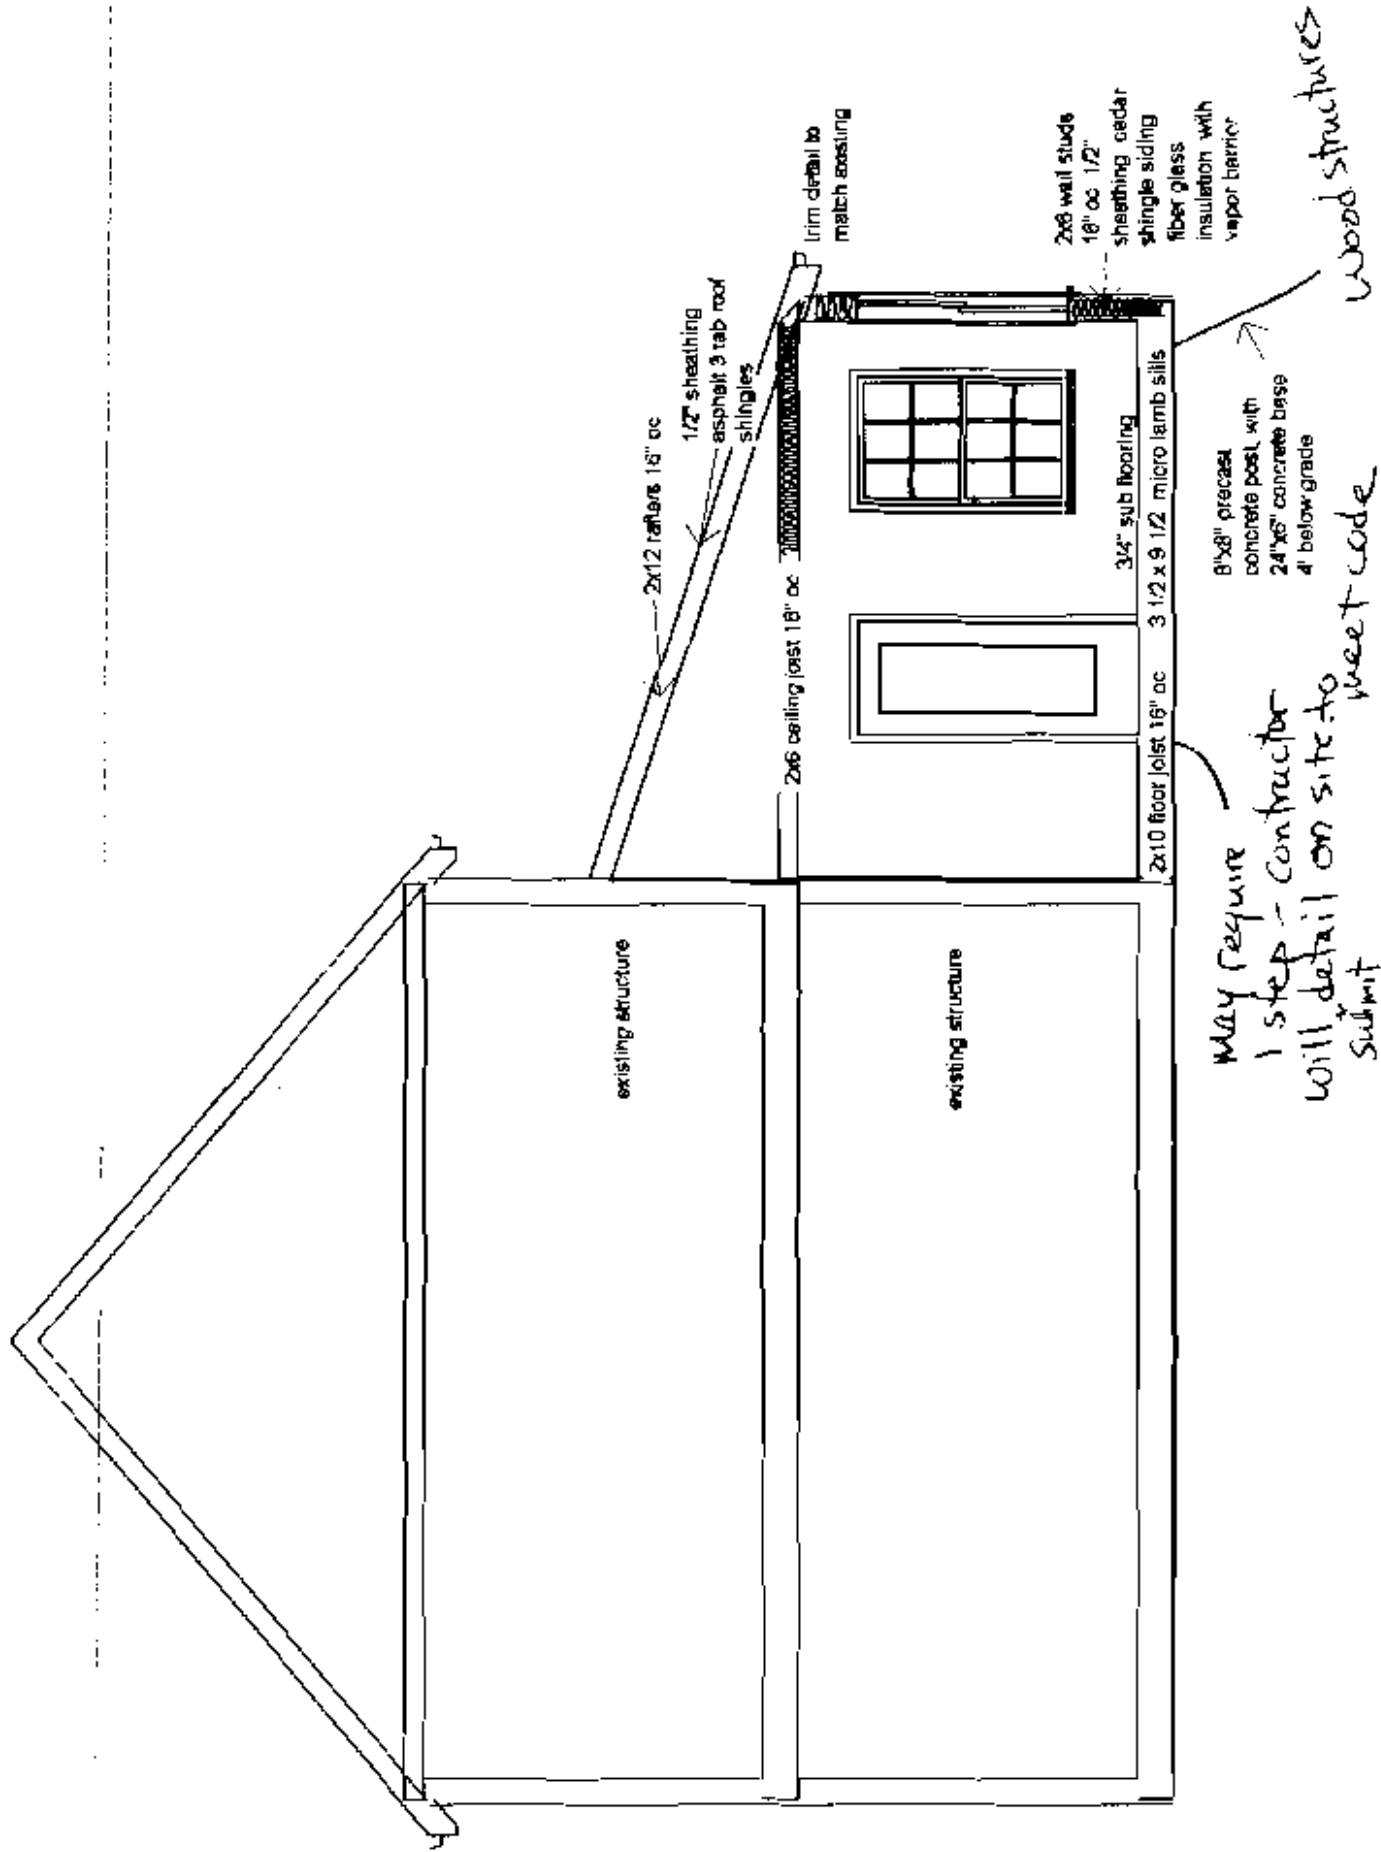 2x12 rafters 16" oc
1/2" sheathing
asphalt 3 tab roof
shingles
trim detail to
match existing
2x6 ceiling joist 16" oc
existing structure
existing structure
2x6 wall studs
16" oc 1/2"
sheathing cedar
shingle siding
fiber glass
insulation with
vapor barrier
3/4" sub flooring
2x10 floor joist 16" oc
3 1/2 x 9 1/2 micro lamb sills
8"x8" precast
concrete post with
24"x6" concrete base
4' below grade
wood structures
May require
1 step - contractor
will detail on site to
submit
meet code